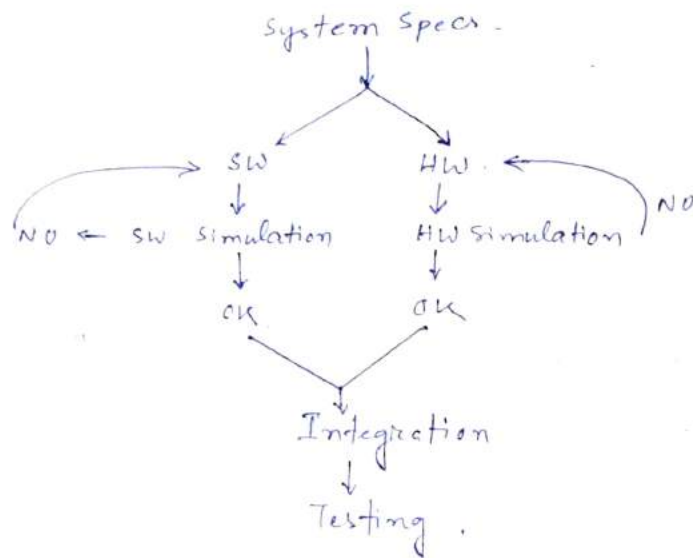 System Specs.
SW HW.
NO
NO ← SW Simulation HW Simulation
OK OK
Integration
Testing.